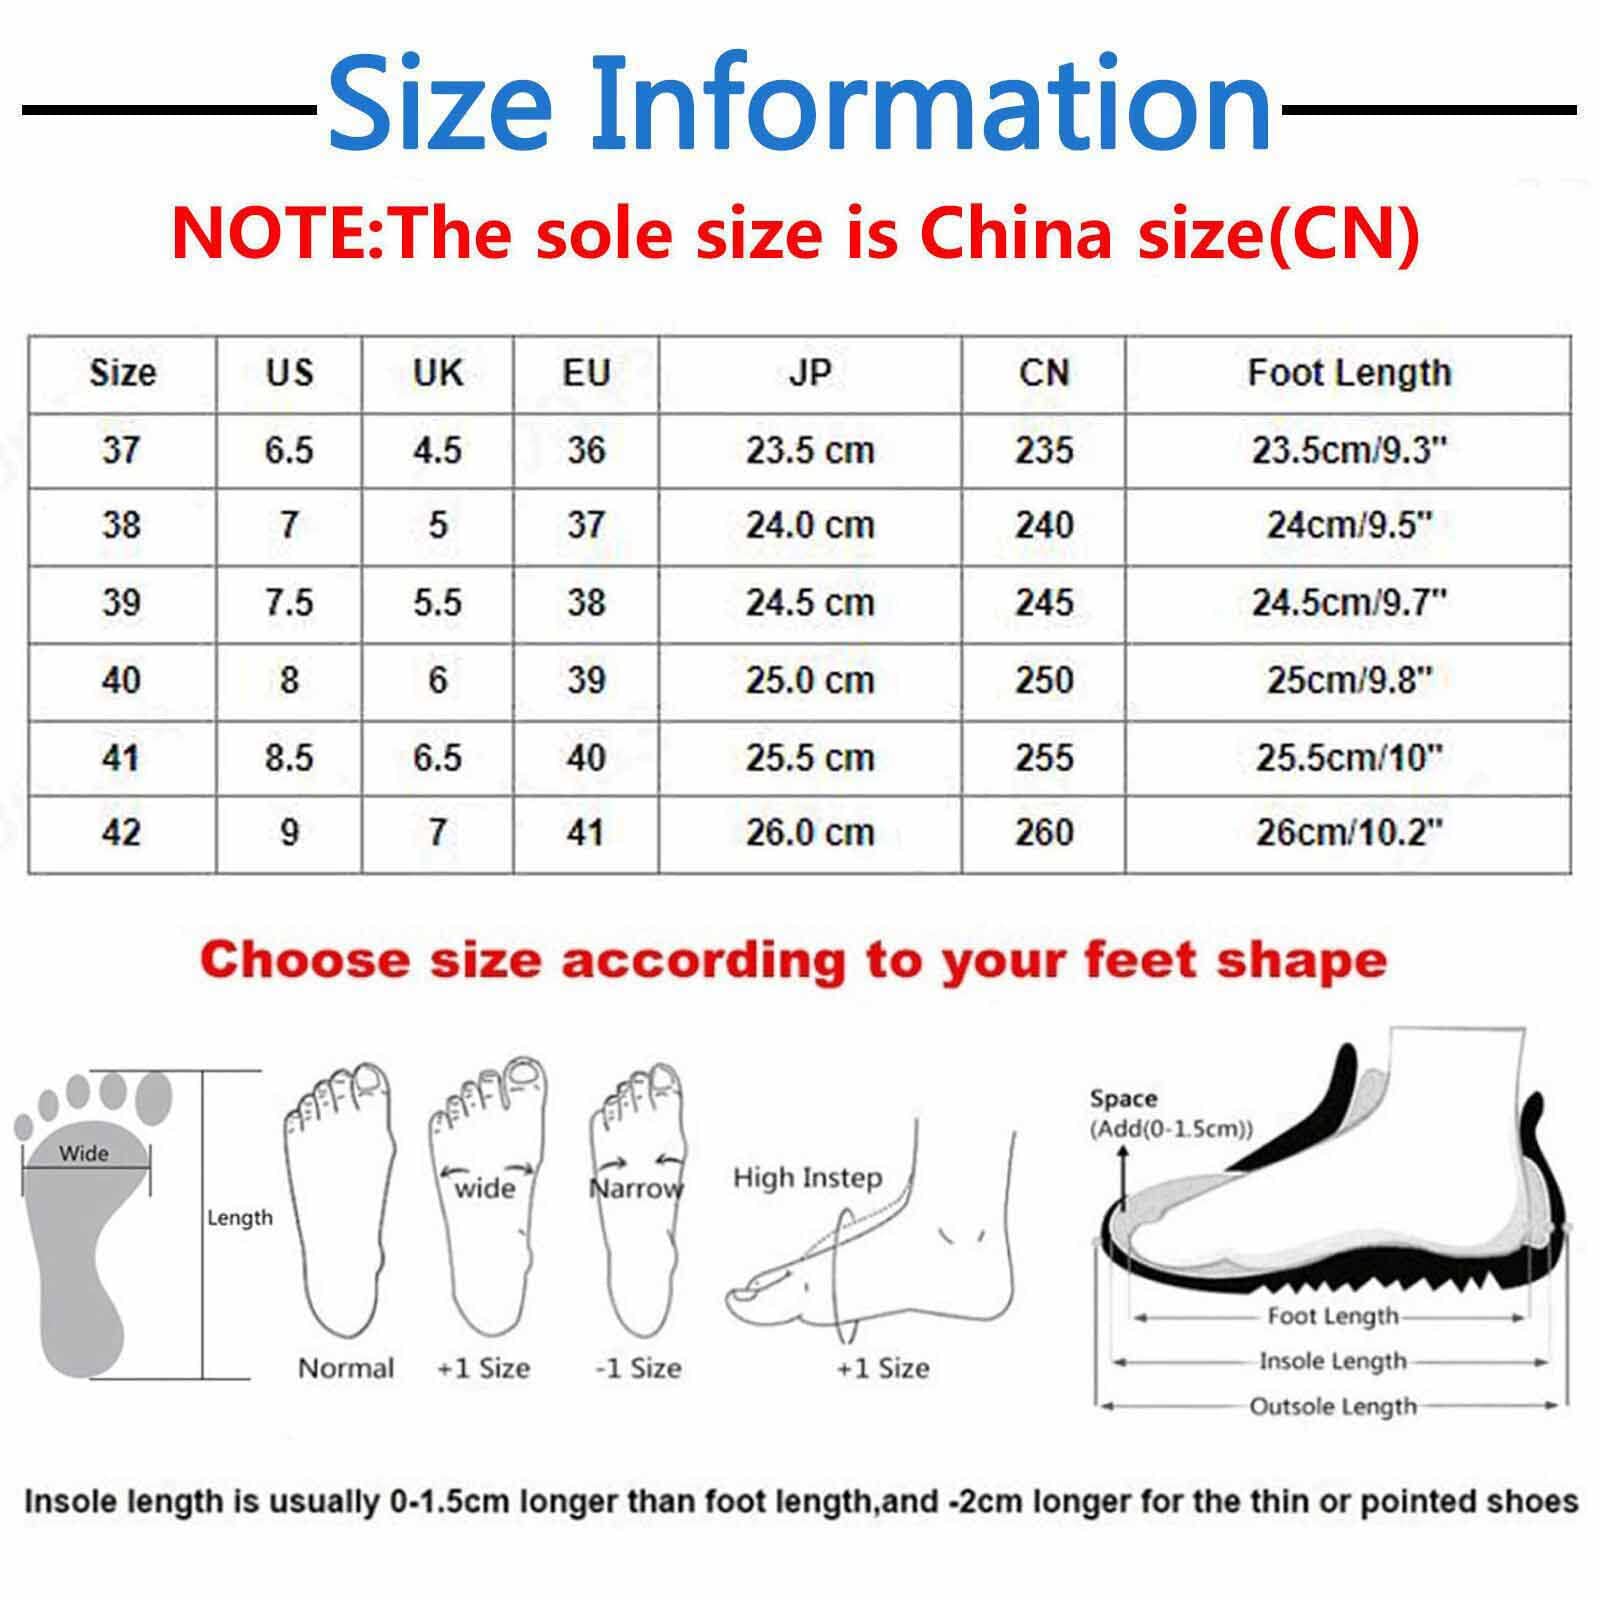 Size Information
NOTE:The sole size is China size(CN)
Size US UK EU JP CN Foot Length
37 6.5 4.5 36 23.5 cm 235 23.5cm/9.3"
38 7 5 37 24.0 cm 240 24cm/9.5"
39 7.5 5.5 38 24.5 cm 245 24.5cm/9.7"
40 8 6 39 25.0 cm 250 25cm/9.8"
41 8.5 6.5 40 25.5 cm 255 25.5cm/10"
42 9 7 41 26.0 cm 260 26cm/10.2"
Choose size according to your feet shape
Wide
Length
Normal
wide
+1 Size
Narrow
-1 Size
High Instep
+1 Size
Space
(Add(0-1.5cm))
Foot Length
Insole Length
Outsole Length
Insole length is usually 0-1.5cm longer than foot length,and -2cm longer for the thin or pointed shoes